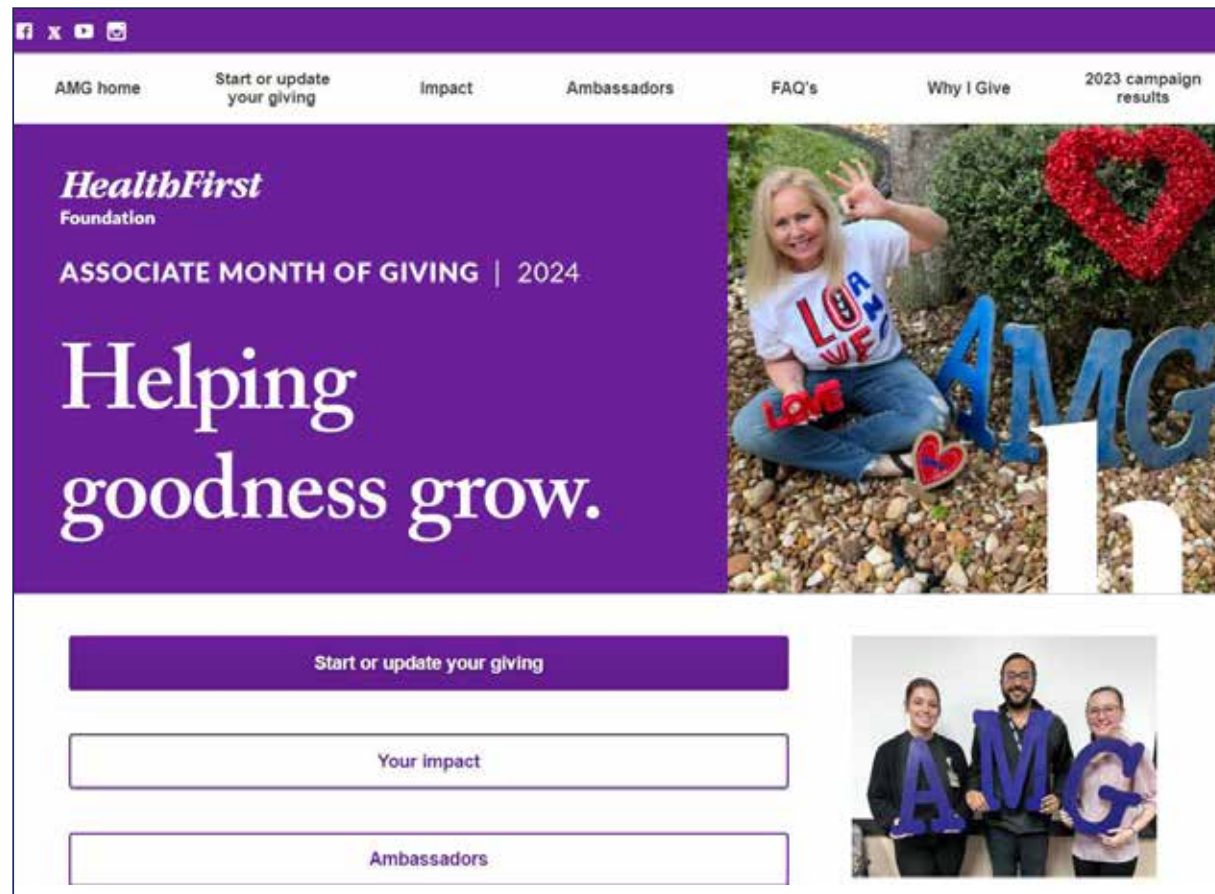 AMG home
Start or update
your giving
Impact
Ambassadors
FAQ's
Why I Give
2023 campaign
results
HealthFirst
Foundation
ASSOCIATE MONTH OF GIVING | 2024
Helping
goodness grow.
LOVE
LOVE
AMG
h
Start or update your giving
Your impact
Ambassadors
AMG